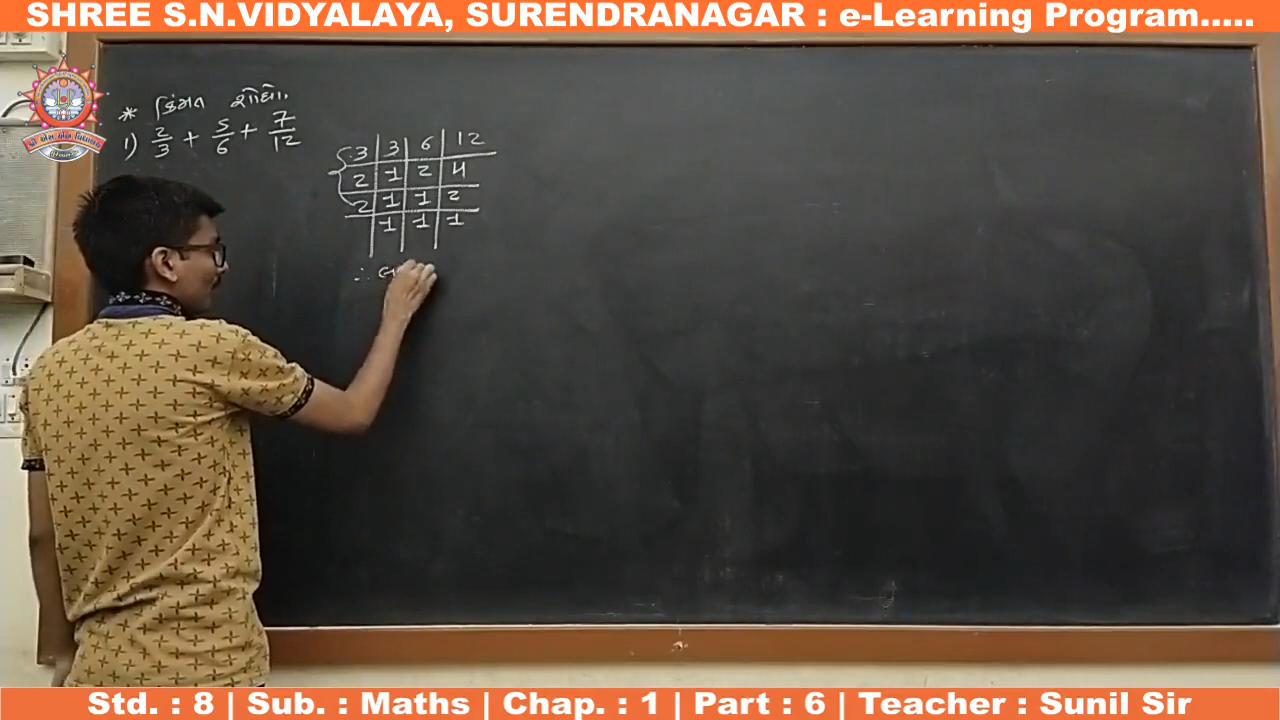 SHREE S.N.VIDYALAYA, SURENDRANAGAR : e-Learning Program.....
* કિંમત શોધો.
1) 2/3 + 5/6 + 7/12
3 | 3 | 6 | 12
2 | 1 | 2 | 4
2 | 1 | 1 | 2
1 | 1 | 1
∴
Std. : 8 | Sub. : Maths | Chap. : 1 | Part : 6 | Teacher : Sunil Sir